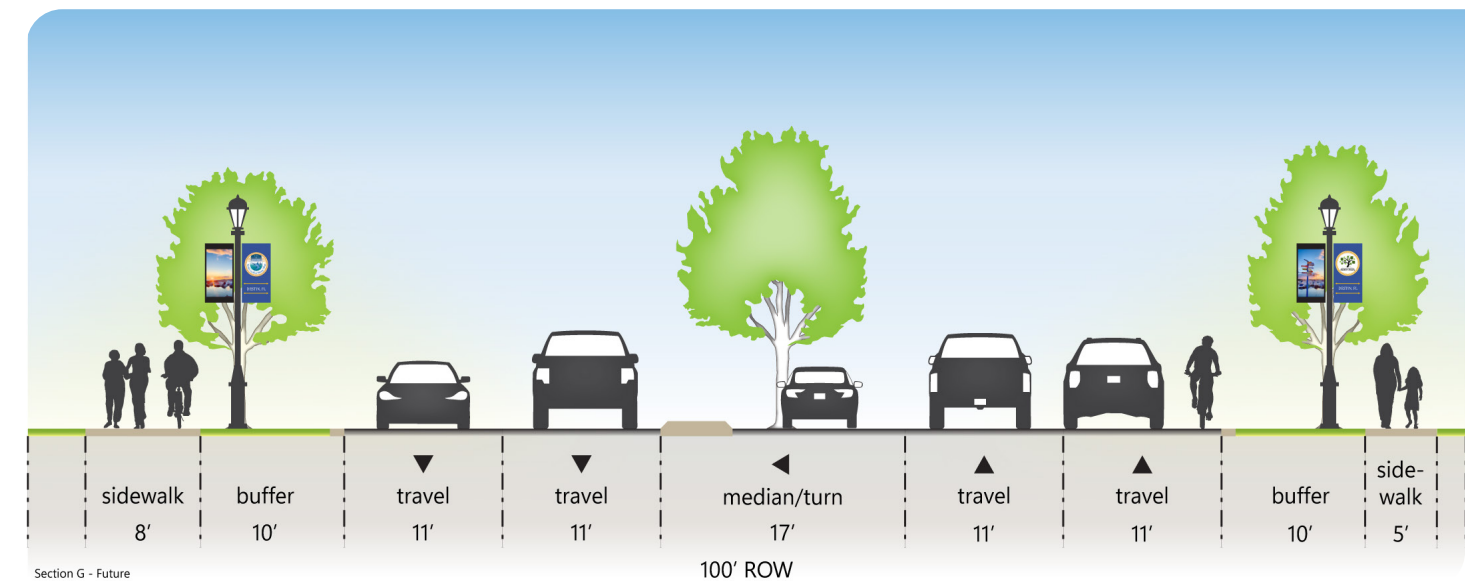 sidewalk
8′
buffer
10′
travel
11′
travel
11′
median/turn
17′
travel
11′
travel
11′
buffer
10′
side-
walk
5′
100′ ROW
Section G - Future